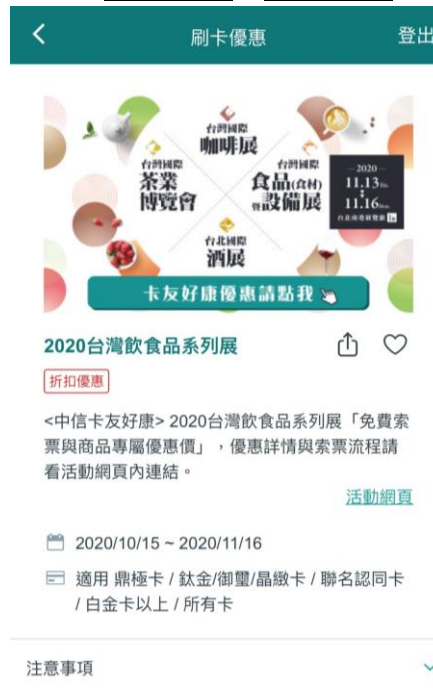 刷卡優惠
登出
台灣國際
咖啡展
台灣國際
茶業
博覽會
台灣國際
食品(食材)
暨設備展
2020
11.13 Fri.
11.16 Mon.
台北南港展覽館 1館
台北國際
酒展
卡友好康優惠請點我
2020台灣飲食品系列展
折扣優惠
<中信卡友好康> 2020台灣飲食品系列展「免費索
票與商品專屬優惠價」，優惠詳情與索票流程請
看活動網頁內連結。
活動網頁
2020/10/15 ~ 2020/11/16
適用 鼎極卡 / 鈦金/御璽/晶緻卡 / 聯名認同卡
/ 白金卡以上 / 所有卡
注意事項